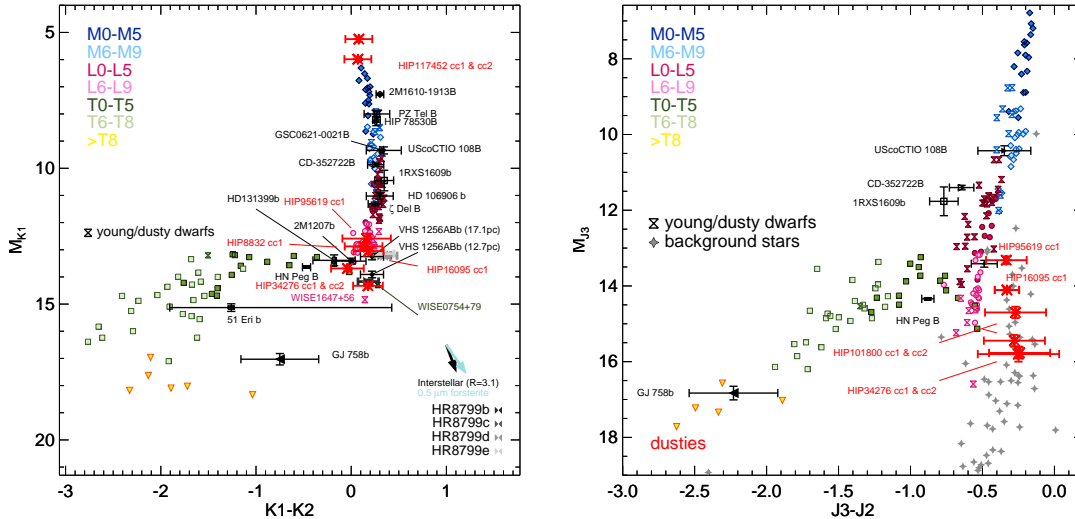 M0-M5
M6-M9
L0-L5
L6-L9
T0-T5
T6-T8
>T8
HIP117452 cc1 & cc2
2M1610-1913B
PZ Tel B
HIP 78530B
GSC0621-0021B
UScoCTIO 108B
CD-352722B
1RXS1609b
HD131399b
HIP95619 cc1
HD 106906 b
ζ Del B
young/dusty dwarfs
2M1207b
VHS 1256ABb (17.1pc)
HIP8832 cc1
VHS 1256ABb (12.7pc)
HN Peg B
HIP16095 cc1
HIP34276 cc1 & cc2
WISE1647+56
WISE0754+79
51 Eri b
GJ 758b
Interstellar (R=3.1)
0.5 μm forsterite
HR8799b
HR8799c
HR8799d
HR8799e
5
10
15
20
MK1
-3
-2
-1
0
1
K1-K2
M0-M5
M6-M9
L0-L5
L6-L9
T0-T5
T6-T8
>T8
UScoCTIO 108B
CD-352722B
1RXS1609b
young/dusty dwarfs
background stars
HIP95619 cc1
HIP16095 cc1
HN Peg B
HIP101800 cc1 & cc2
HIP34276 cc1 & cc2
GJ 758b
dusties
8
10
12
14
16
18
MJ3
-3.0
-2.5
-2.0
-1.5
-1.0
-0.5
0.0
J3-J2